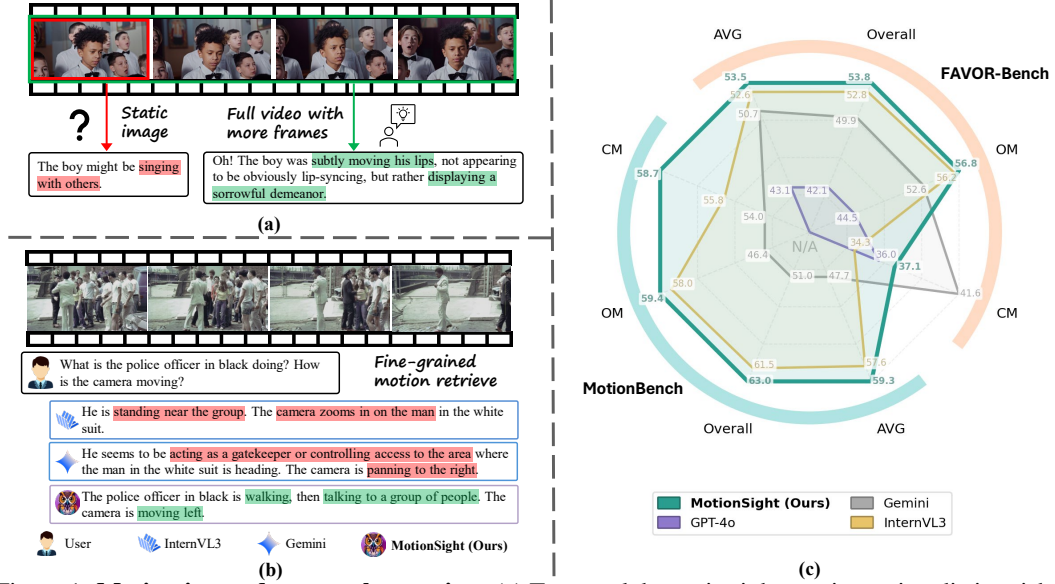 ?
Static
image
Full video with
more frames
The boy might be singing
with others.
Oh! The boy was subtly moving his lips, not appearing
to be obviously lip-syncing, but rather displaying a
sorrowful demeanor.
(a)
Fine-grained
motion retrieve
What is the police officer in black doing? How
is the camera moving?
He is standing near the group. The camera zooms in on the man in the white
suit.
He seems to be acting as a gatekeeper or controlling access to the area where
the man in the white suit is heading. The camera is panning to the right.
The police officer in black is walking, then talking to a group of people. The
camera is moving left.
User
InternVL3
Gemini
MotionSight (Ours)
(b)
AVG
Overall
FAVOR-Bench
53.5
53.8
52.6
52.8
50.7
49.9
CM
OM
58.7
56.8
56.2
55.8
52.6
43.1
42.1
54.0
44.5
N/A
34.3
46.4
36.0
37.1
51.0
47.7
58.0
41.6
59.4
OM
CM
61.5
57.6
63.0
59.3
MotionBench
Overall
AVG
MotionSight (Ours)
Gemini
GPT-4o
InternVL3
(c)